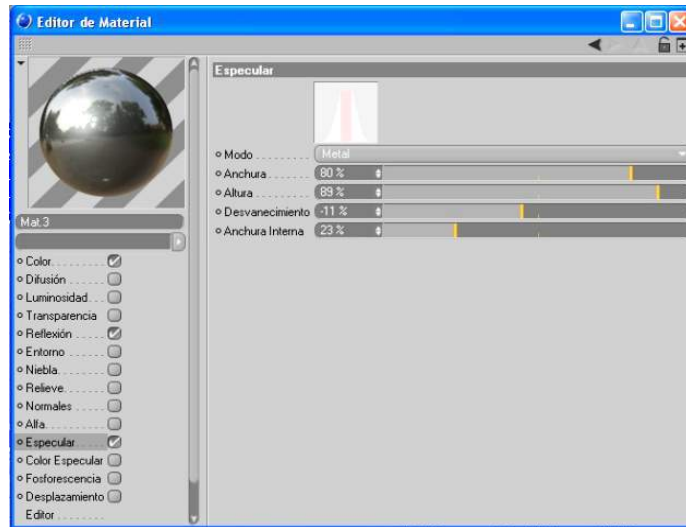 Editor de Material
Mat.3
Color
Difusión
Luminosidad
Transparencia
Reflexión
Entorno
Niebla
Relieve
Normales
Alfa
Especular
Color Especular
Fosforescencia
Desplazamiento
Editor
Especular
Modo Metal
Anchura 80 %
Altura 89 %
Desvanecimiento -11 %
Anchura Interna 23 %